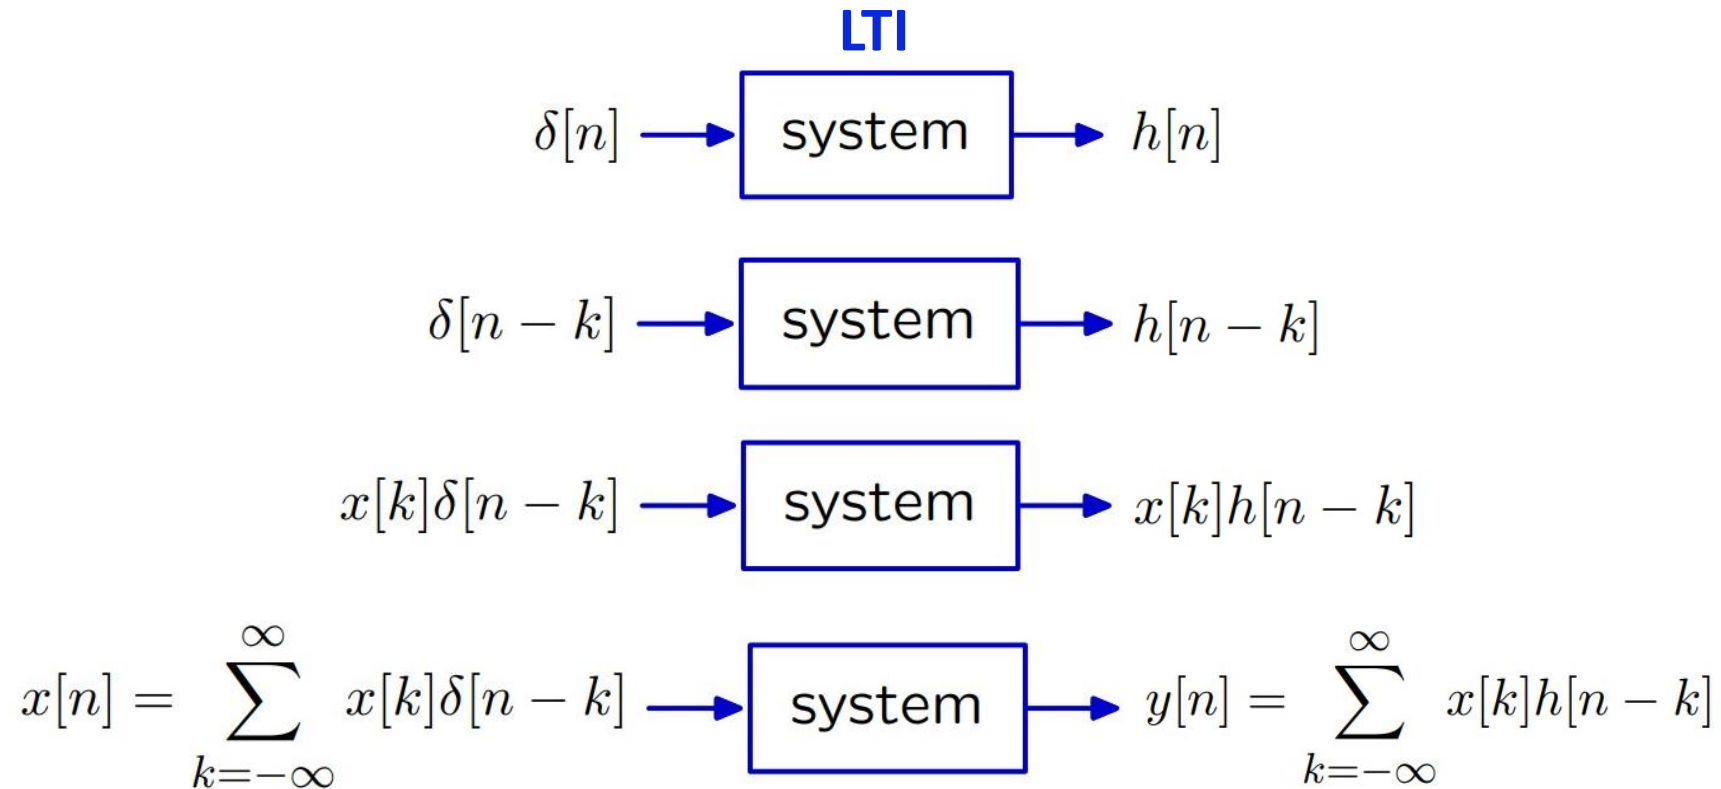 LTI
δ[n] system h[n]
δ[n − k] system h[n − k]
x[k]δ[n − k] system x[k]h[n − k]
x[n] = ∑_{k=−∞}^{∞} x[k]δ[n − k] system y[n] = ∑_{k=−∞}^{∞} x[k]h[n − k]